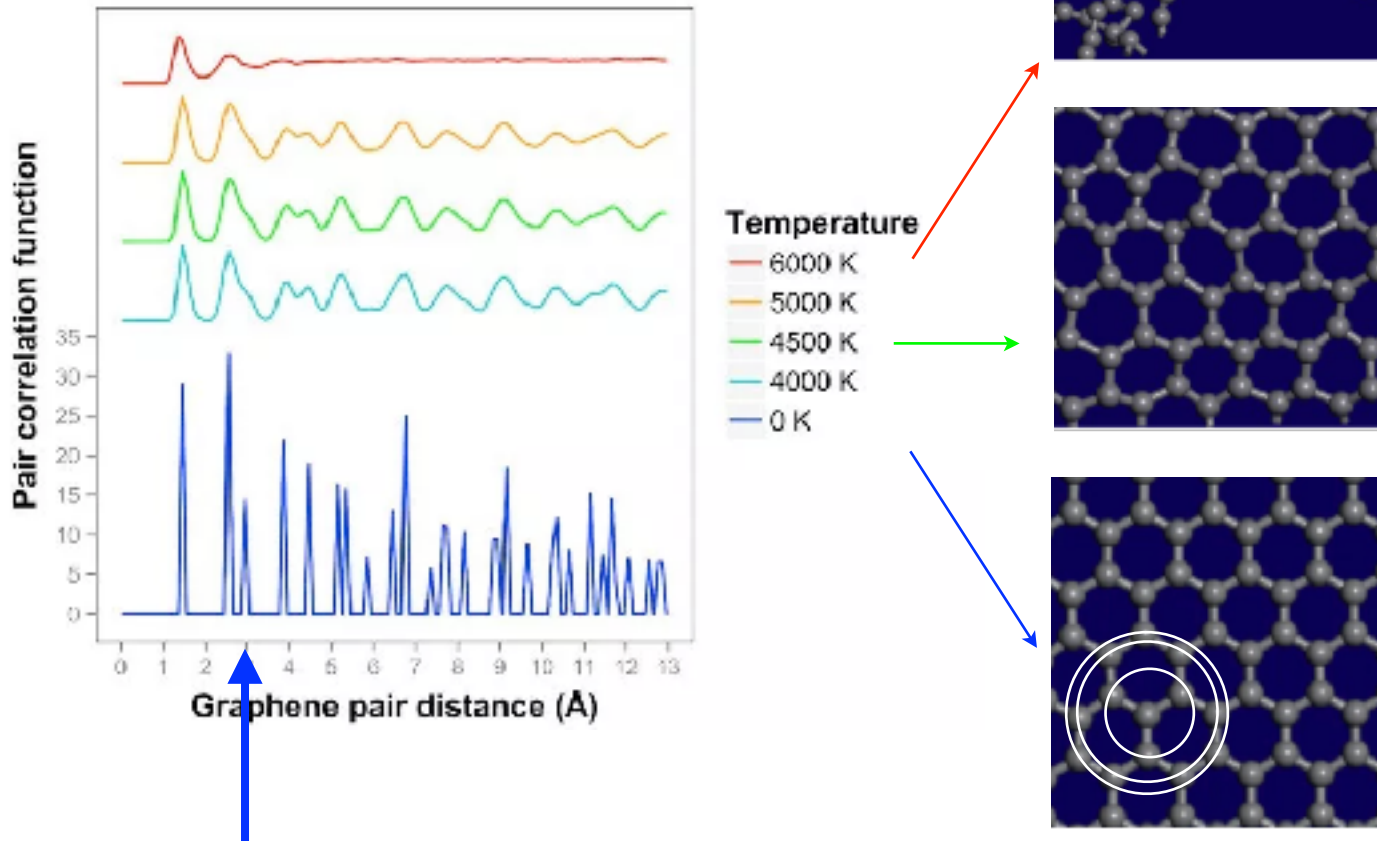 Pair correlation function
35
30
25
20
15
10
5
0
0 1 2 3 4 5 6 7 8 9 10 11 12 13
Graphene pair distance (Å)
Temperature
6000 K
5000 K
4500 K
4000 K
0 K